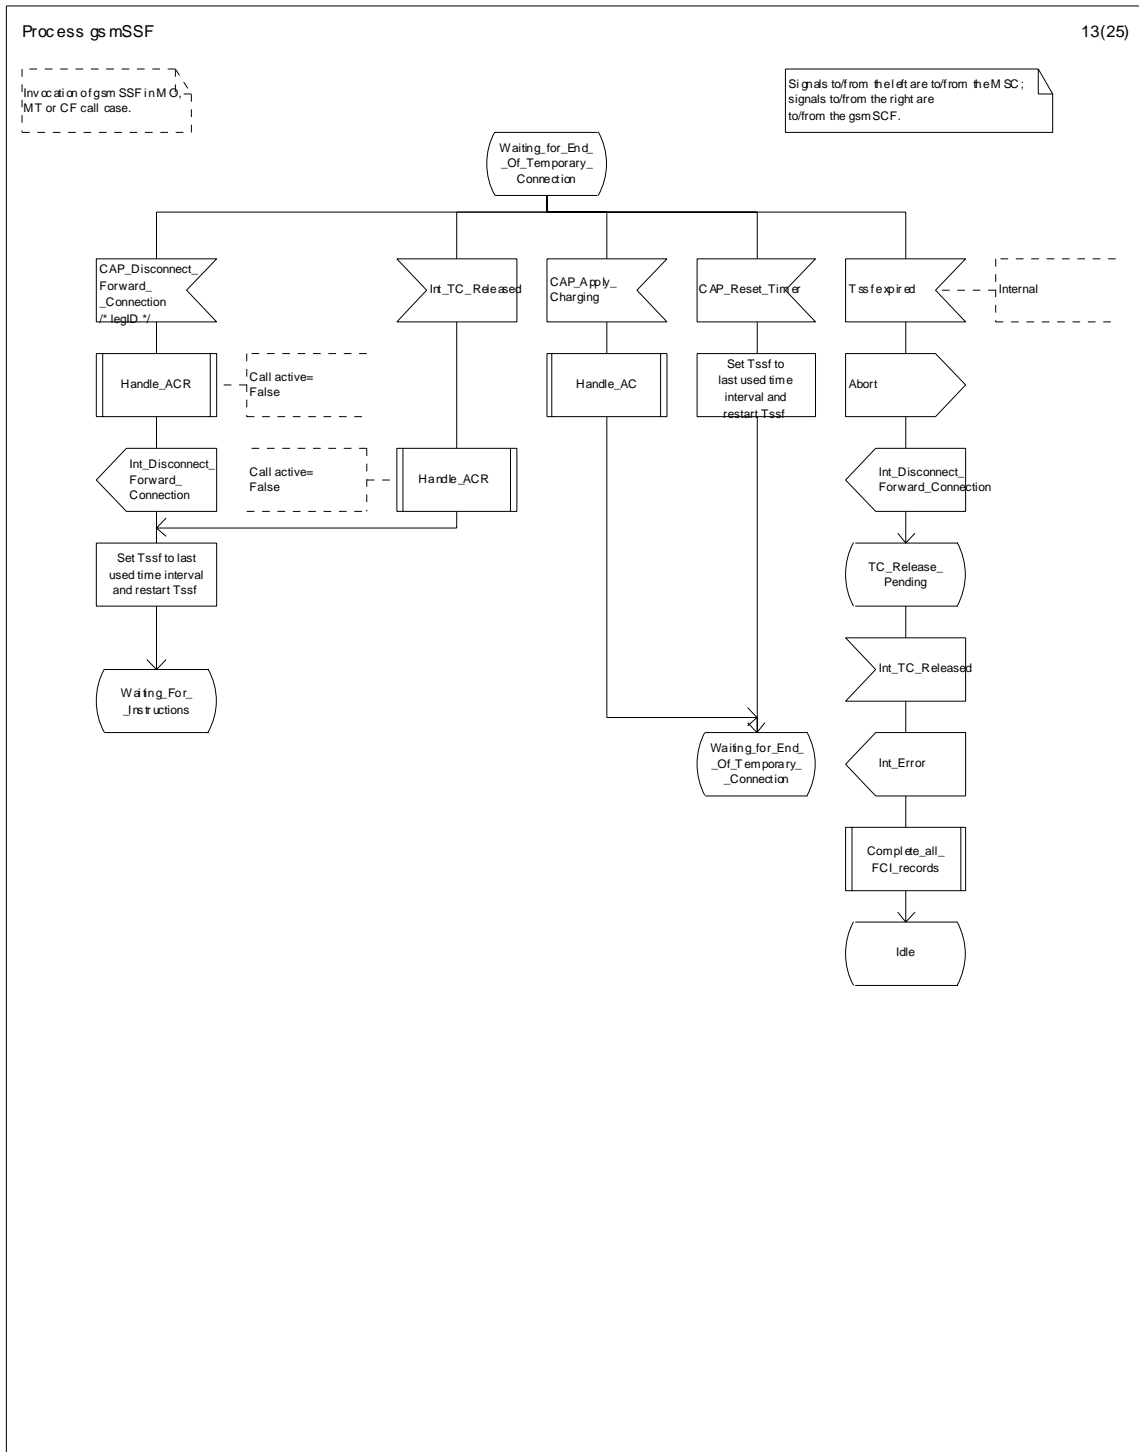 Process gsmSSF
13(25)
Invocation of gsmSSF in MO,
MT or CF call case.
Signals to/from the left are to/from the MSC;
signals to/from the right are
to/from the gsmSCF.
Waiting_for_End_
_Of_Temporary_
_Connection
CAP_Disconnect_
Forward_
_Connection
/* legID */
Int_TC_Released
CAP_Apply_
Charging
CAP_Reset_Timer
Tssf expired
Internal
Handle_ACR
Call active=
False
Handle_AC
Set Tssf to
last used time
interval and
restart Tssf
Abort
Int_Disconnect_
Forward_
Connection
Call active=
False
Handle_ACR
Int_Disconnect_
Forward_Connection
Set Tssf to last
used time interval
and restart Tssf
TC_Release_
Pending
Int_TC_Released
Waiting_For_
_Instructions
Waiting_for_End_
_Of_Temporary_
_Connection
Int_Error
Complete_all_
FCI_records
Idle